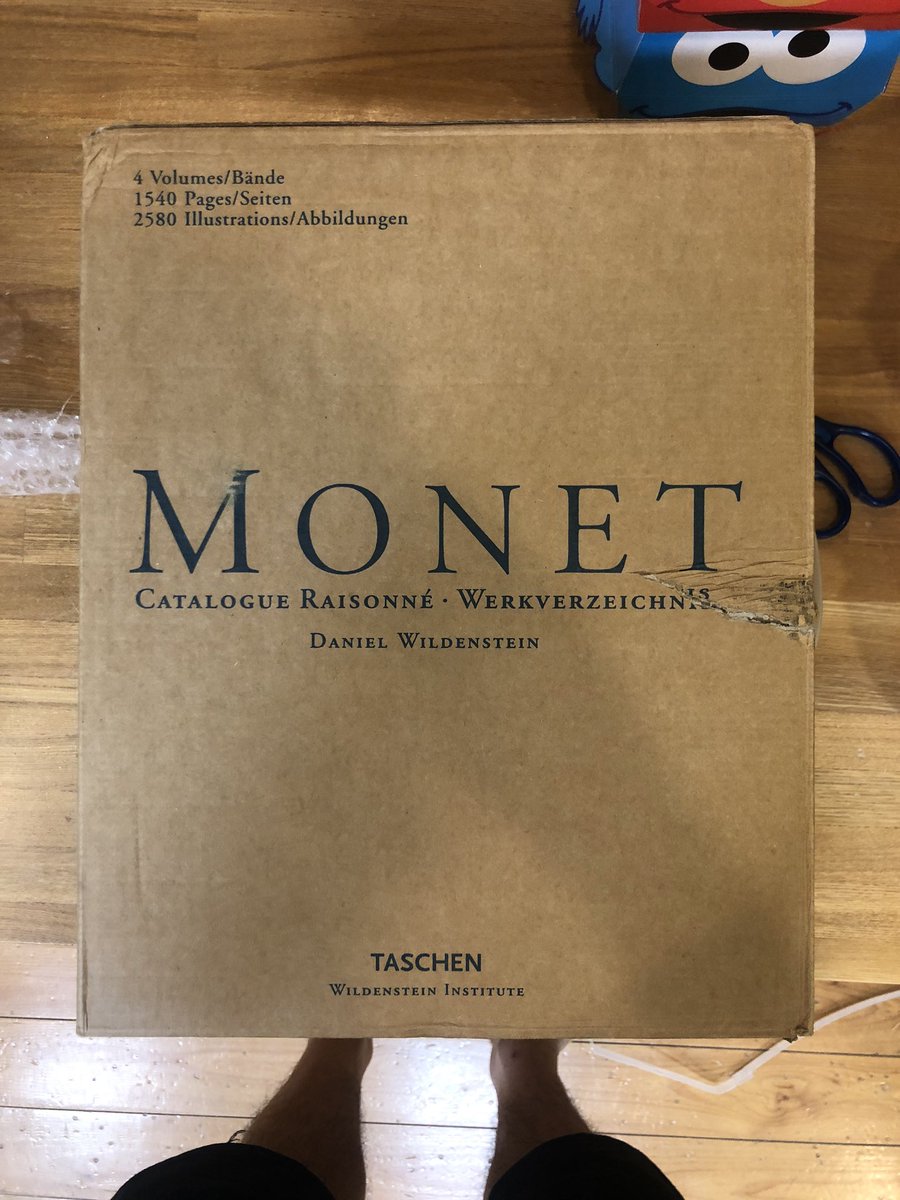 4 Volumes/Bände
1540 Pages/Seiten
2580 Illustrations/Abbildungen
MONET
CATALOGUE RAISONNÉ · WERKVERZEICHNIS
DANIEL WILDENSTEIN
TASCHEN
WILDENSTEIN INSTITUTE